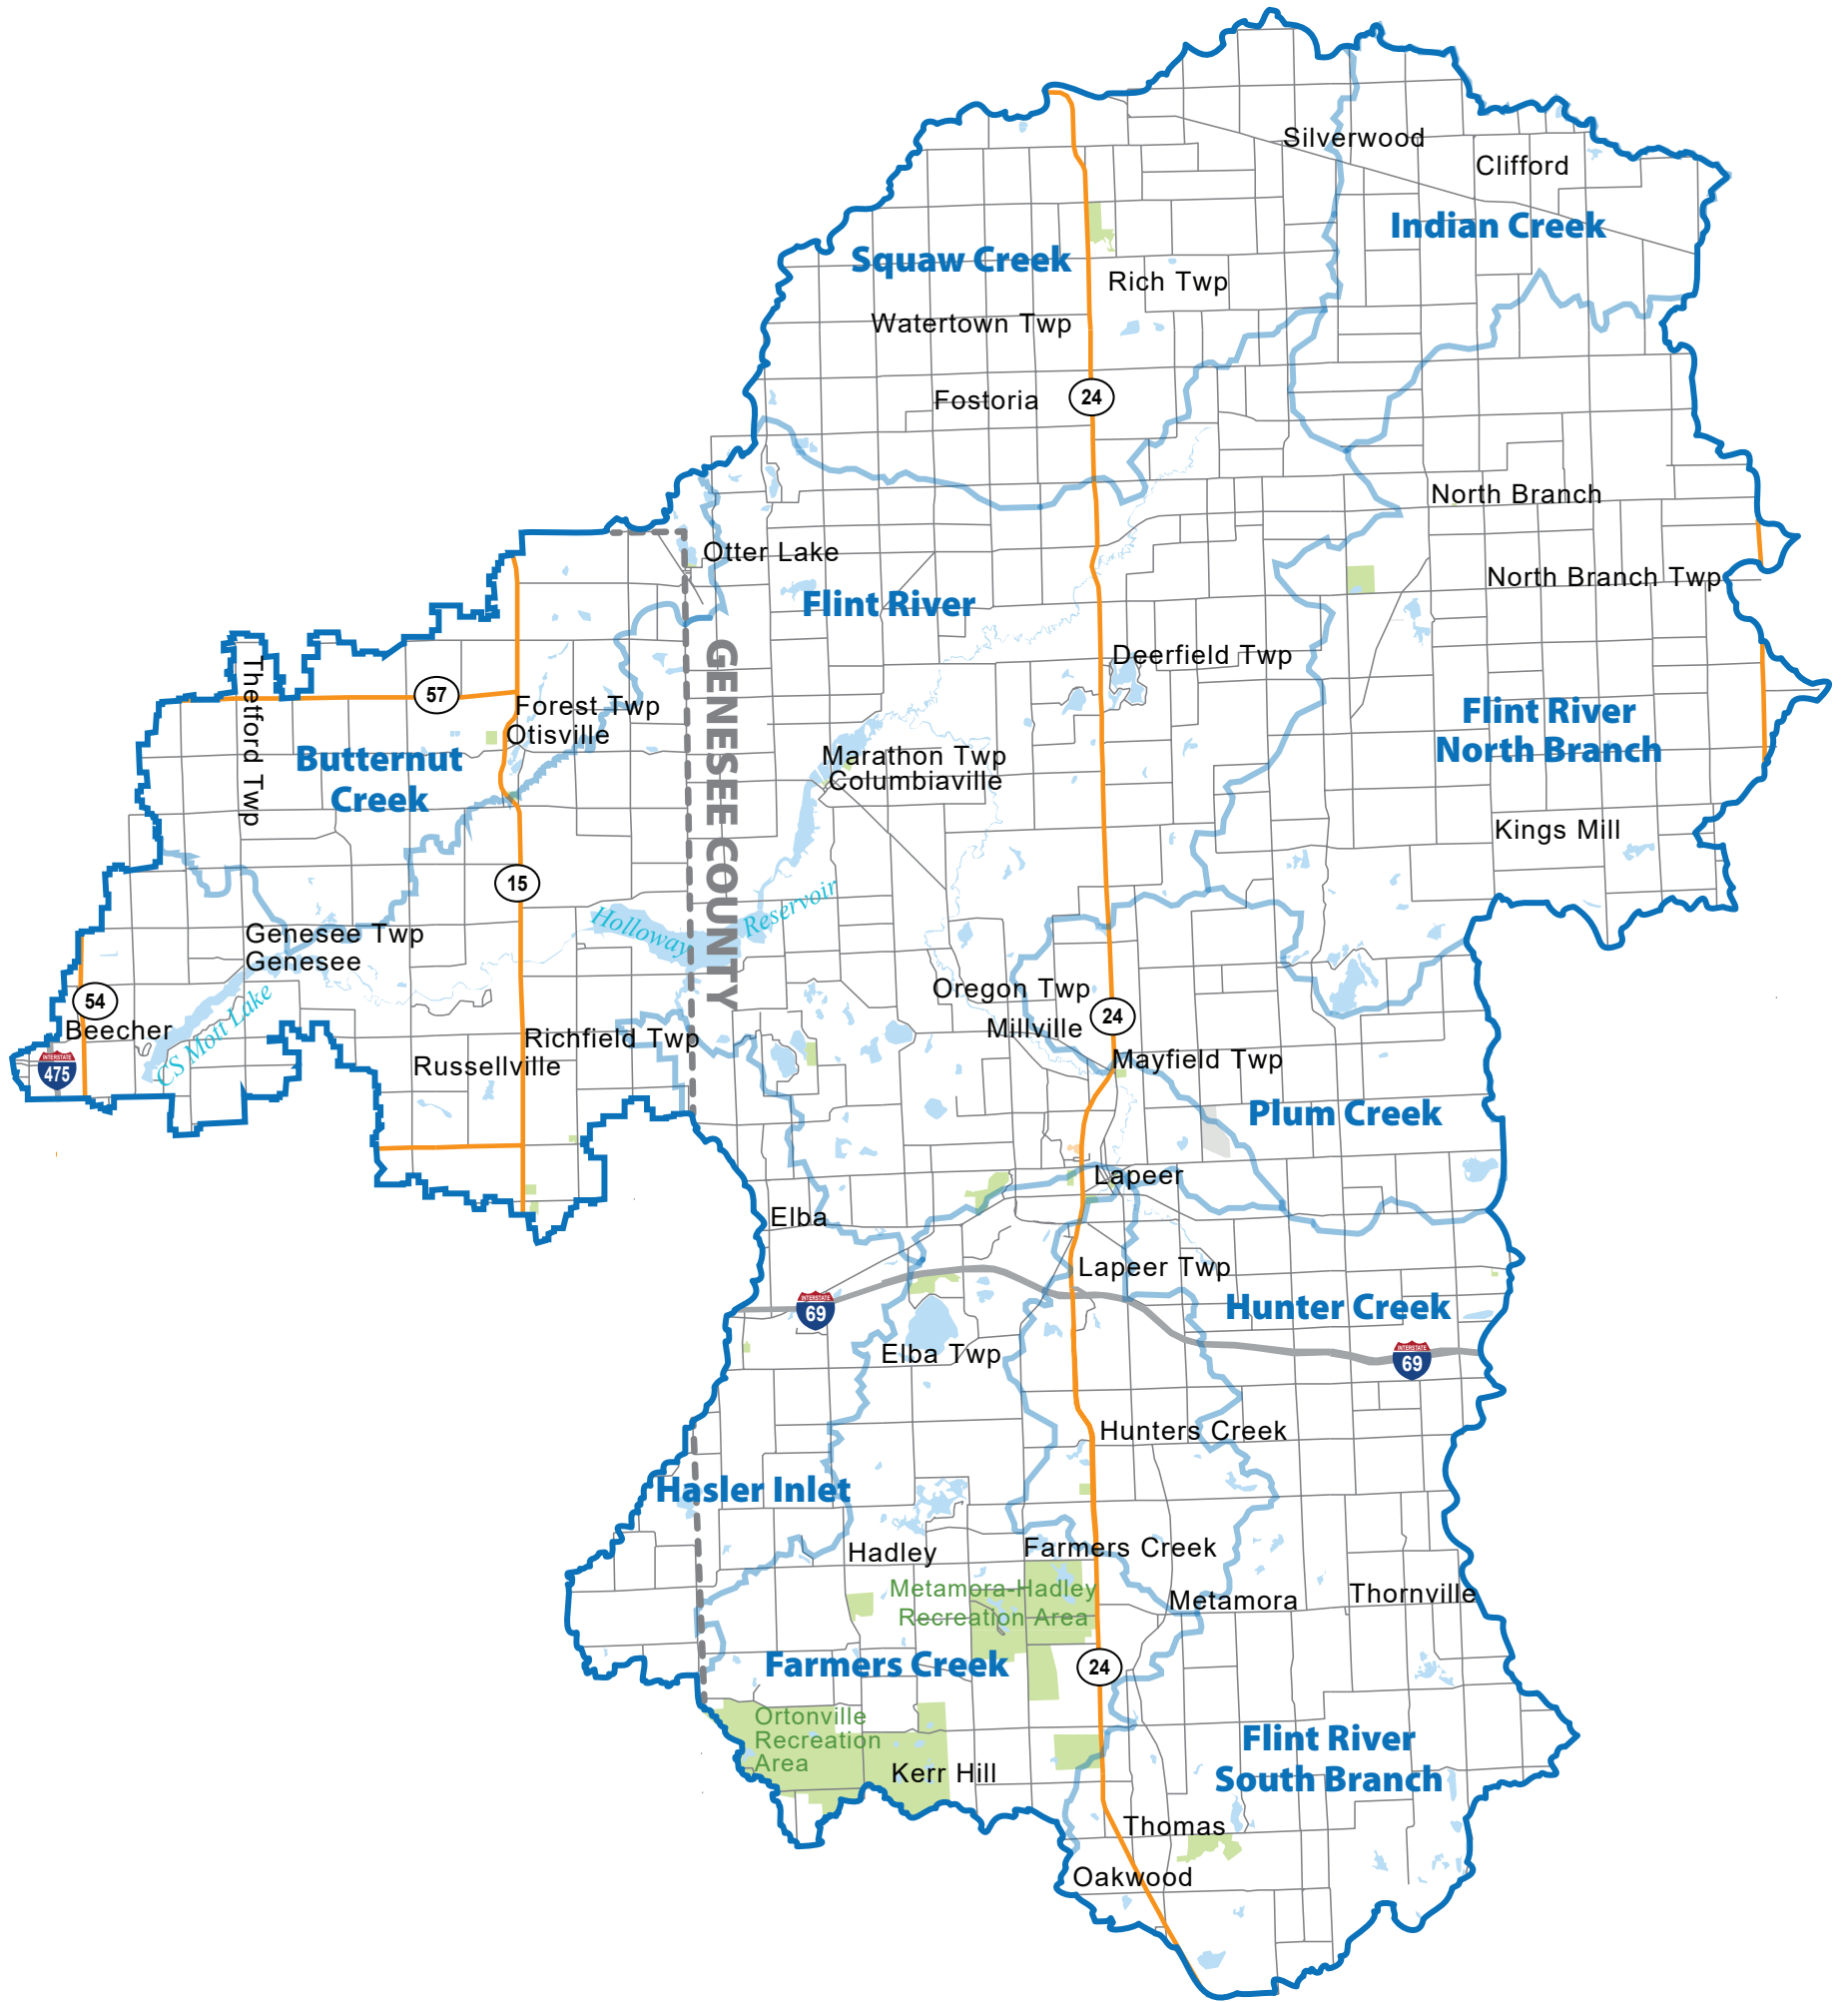 Silverwood
Clifford
Indian Creek
Squaw Creek
Rich Twp
Watertown Twp
Fostoria
24
North Branch
Otter Lake
North Branch Twp
Flint River
GENESEE COUNTY
Deerfield Twp
Thetford Twp
57
Forest Twp
Otisville
Flint River
North Branch
Butternut
Creek
Marathon Twp
Columbiaville
Kings Mill
15
Holloway
Reservoir
Genesee Twp
Genesee
54
Beecher
CS Mott Lake
INTERSTATE
475
Oregon Twp
Millville
24
Richfield Twp
Russellville
Mayfield Twp
Plum Creek
Lapeer
Elba
Lapeer Twp
INTERSTATE
69
Hunter Creek
Elba Twp
INTERSTATE
69
Hunters Creek
Hasler Inlet
Hadley
Farmers Creek
Metamora-Hadley
Recreation Area
Metamora
Thornville
Farmers Creek
24
Ortonville
Recreation
Area
Kerr Hill
Flint River
South Branch
Thomas
Oakwood